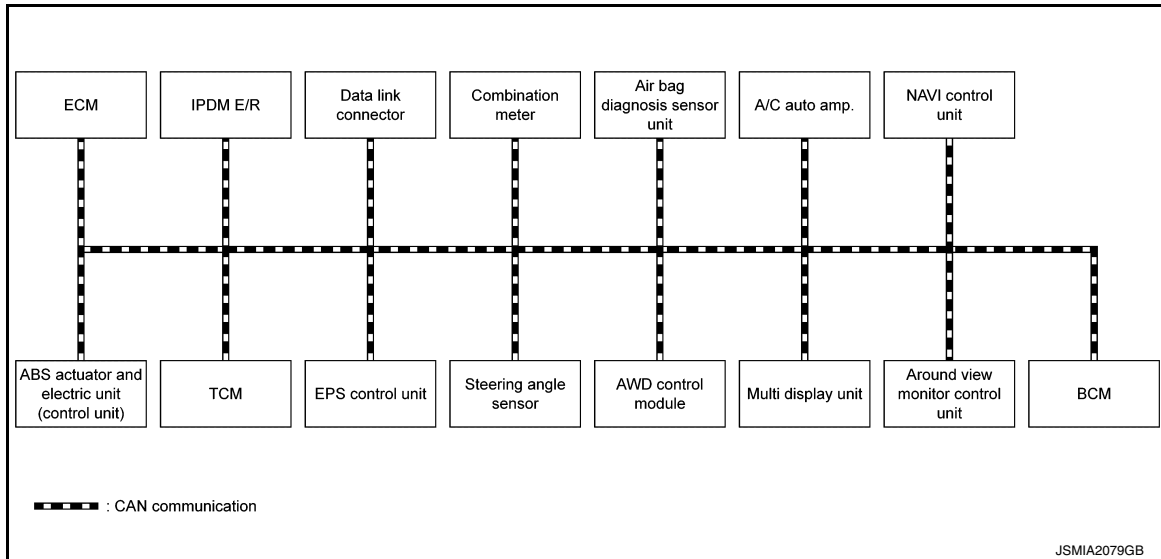 ECM
IPDM E/R
Data link
connector
Combination
meter
Air bag
diagnosis sensor
unit
A/C auto amp.
NAVI control
unit
ABS actuator and
electric unit
(control unit)
TCM
EPS control unit
Steering angle
sensor
AWD control
module
Multi display unit
Around view
monitor control
unit
BCM
: CAN communication
JSMIA2079GB